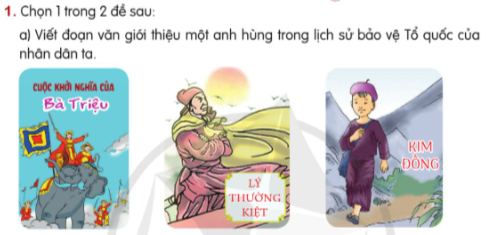 1. Chọn 1 trong 2 đề sau:
a) Viết đoạn văn giới thiệu một anh hùng trong lịch sử bảo vệ Tổ quốc của
nhân dân ta.
CUỘC KHỞI NGHĨA CỦA
Bà Triệu
LÝ
THƯỜNG
KIỆT
KIM
ĐỒNG